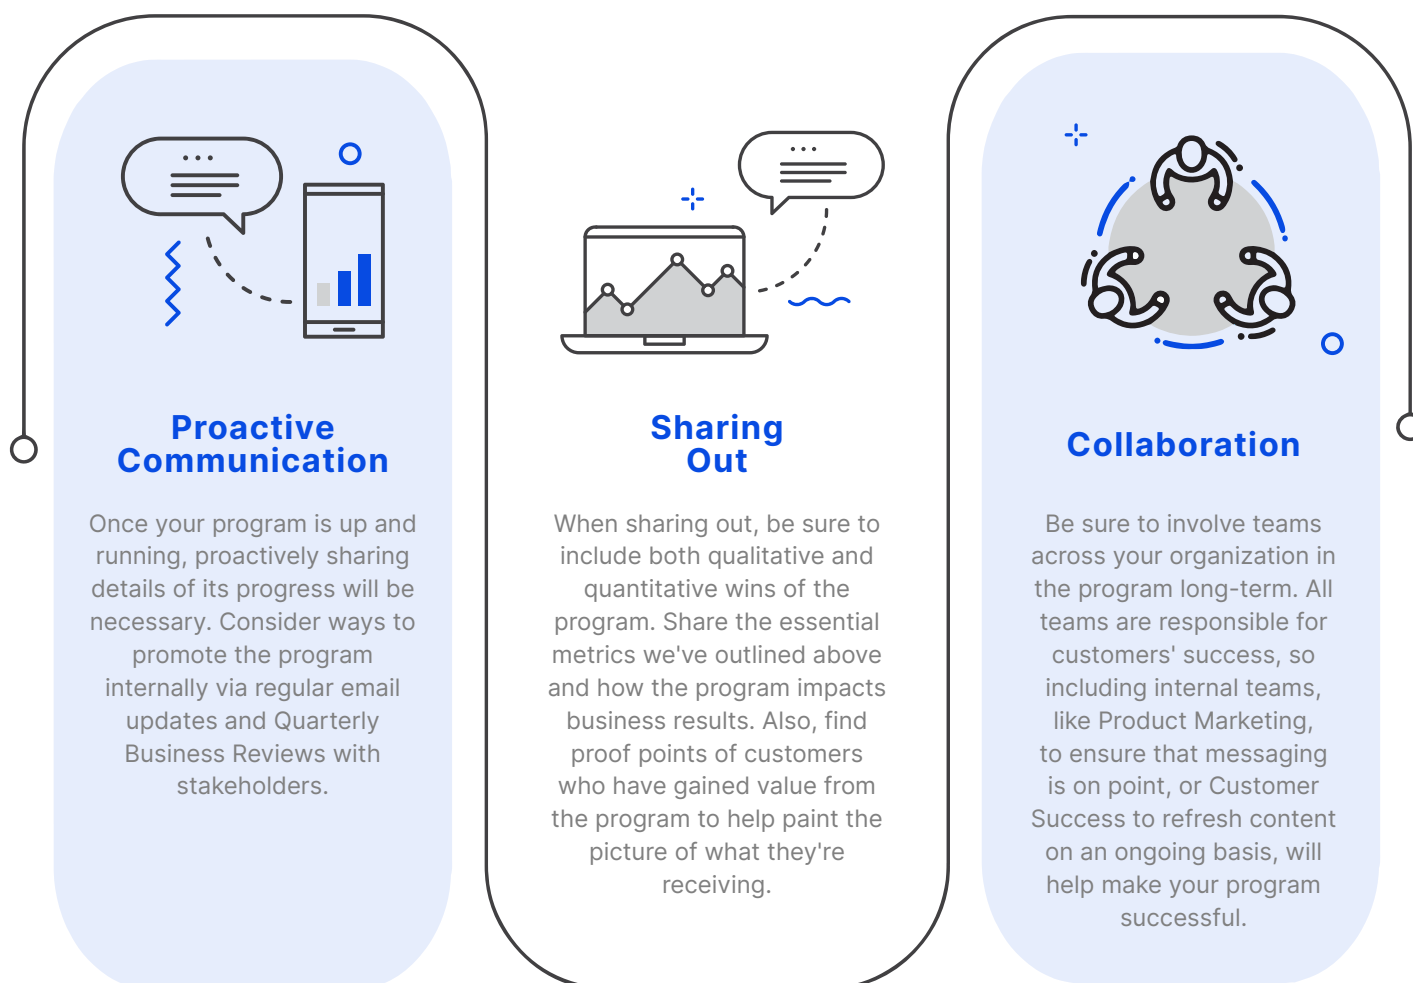 Proactive
Communication
Once your program is up and
running, proactively sharing
details of its progress will be
necessary. Consider ways to
promote the program
internally via regular email
updates and Quarterly
Business Reviews with
stakeholders.
Sharing
Out
When sharing out, be sure to
include both qualitative and
quantitative wins of the
program. Share the essential
metrics we've outlined above
and how the program impacts
business results. Also, find
proof points of customers
who have gained value from
the program to help paint the
picture of what they're
receiving.
Collaboration
Be sure to involve teams
across your organization in
the program long-term. All
teams are responsible for
customers' success, so
including internal teams,
like Product Marketing,
to ensure that messaging
is on point, or Customer
Success to refresh content
on an ongoing basis, will
help make your program
successful.